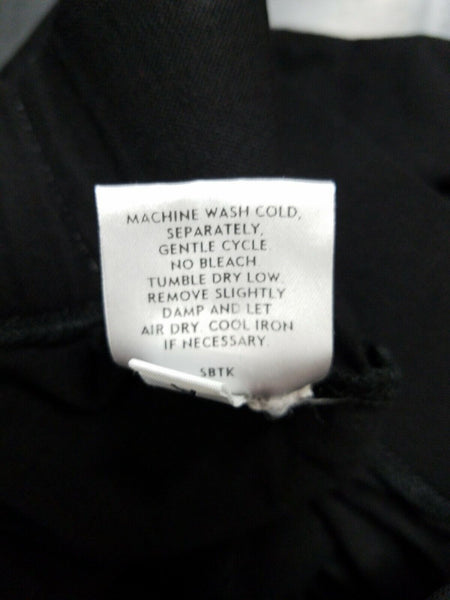 MACHINE WASH COLD,
SEPARATELY,
GENTLE CYCLE
NO BLEACH
TUMBLE DRY LOW,
REMOVE SLIGHTLY
DAMP AND LET
AIR DRY. COOL IRON
IF NECESSARY.
SBTK